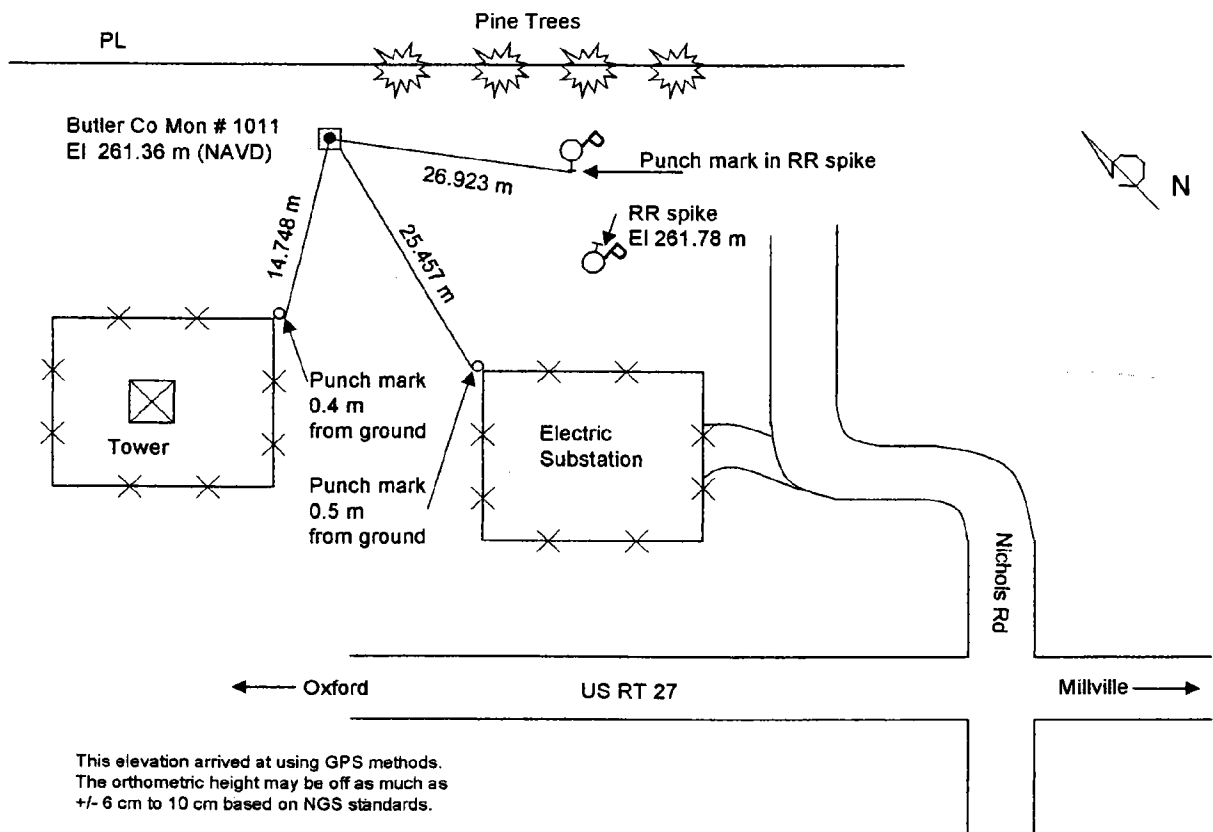 Pine Trees
PL
Butler Co Mon # 1011
El 261.36 m (NAVD)
26.923 m
Punch mark in RR spike
N
RR spike
El 261.78 m
14.748 m
25.457 m
Punch mark
0.4 m
from ground
Tower
Electric
Substation
Punch mark
0.5 m
from ground
Nichols Rd
Oxford
US RT 27
Millville
This elevation arrived at using GPS methods.
The orthometric height may be off as much as
+/- 6 cm to 10 cm based on NGS standards.